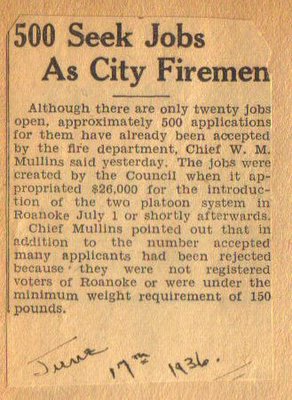 500 Seek Jobs
As City Firemen
Although there are only twenty jobs
open, approximately 500 applications
for them have already been accepted
by the fire department, Chief W. M.
Mullins said yesterday. The jobs were
created by the Council when it ap-
propriated $26,000 for the introduc-
tion of the two platoon system in
Roanoke July 1 or shortly afterwards.
Chief Mullins pointed out that in
addition to the number accepted
many applicants had been rejected
because they were not registered
voters of Roanoke or were under the
minimum weight requirement of 150
pounds.
June 17th 1936.